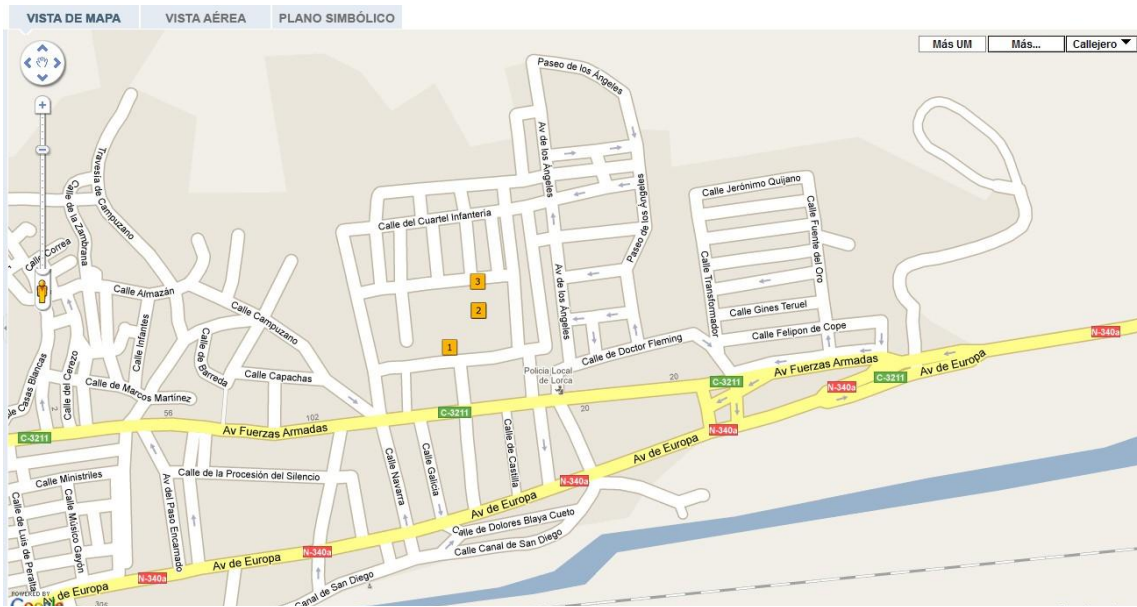 VISTA DE MAPA
VISTA AÉREA
PLANO SIMBÓLICO
Más UM
Más...
Callejero
Paseo de los Ángeles
Travesía de Campuzano
Calle de la Zambrana
Av de los Ángeles
Calle Jerónimo Quijano
Calle del Cuartel Infantería
Paseo de los Ángeles
Calle Fuente del Oro
Calle Correa
Calle Transformador
Av de los Ángeles
3
Calle Almazán
2
Calle Campuzano
Calle Gines Teruel
Calle Infantes
Calle Felipon de Cope
1
Calle de Barreda
Calle de Doctor Fleming
N-340a
Casas Blancas
Calle del Cerezo
Calle Capachas
Policia Local
de Lorca
20
Av Fuerzas Armadas
Av de Europa
C-3211
C-3211
Calle de Marcos Martínez
N-340a
2
56
102
C-3211
20
Av Fuerzas Armadas
C-3211
N-340a
Calle de Castilla
Av de Europa
Calle Navarra
Calle Galicia
Calle de la Procesión del Silencio
Calle Ministriles
Av del Paso Encarnado
N-340a
Calle de Luis de Peralta
Calle Músico Gayón
Av de Europa
Calle de Dolores Blaya Cueto
Calle Canal de San Diego
N-340a
Av de Europa
N-340a
Canal de San Diego
4
POWERED BY
Google
Av de Europa
30a